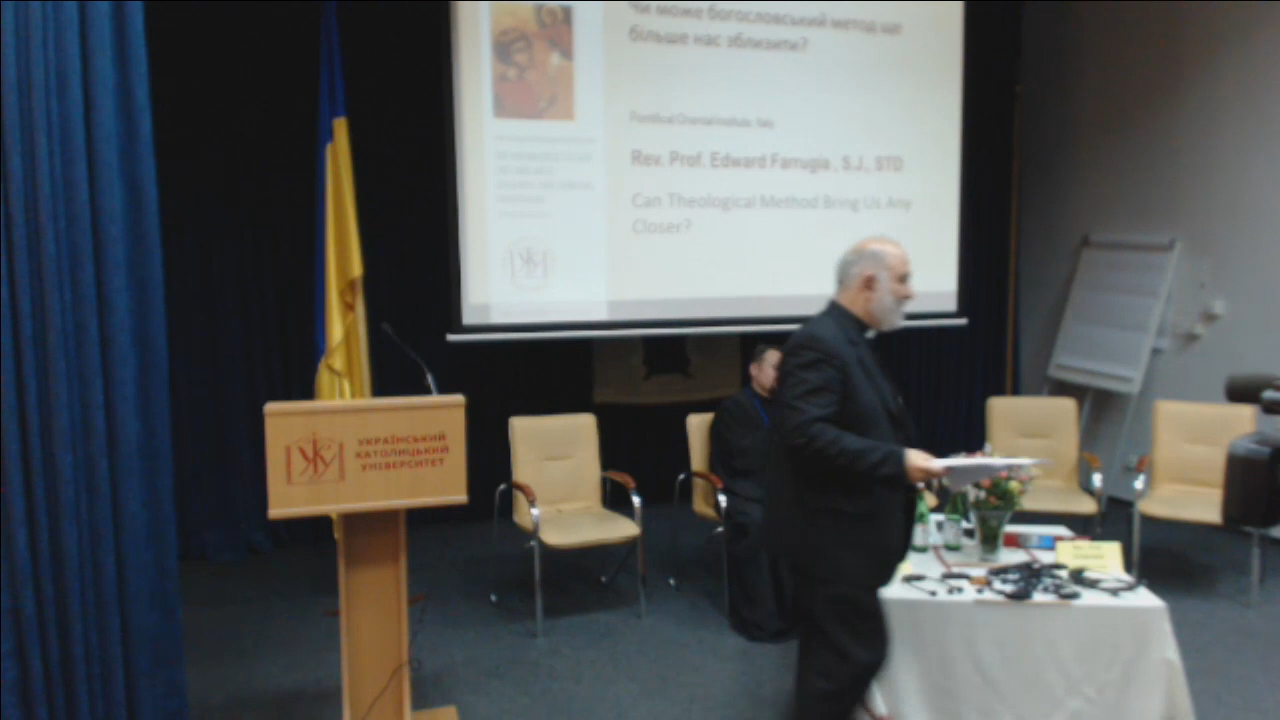 Чи може богословський метод ще
більше нас зблизити?
Pontifical Oriental Institute, Italy
Rev. Prof. Edward Farrugia , S.J., STD
Can Theological Method Bring Us Any
Closer?
УКРАЇНСЬКИЙ
КАТОЛИЦЬКИЙ
УНІВЕРСИТЕТ